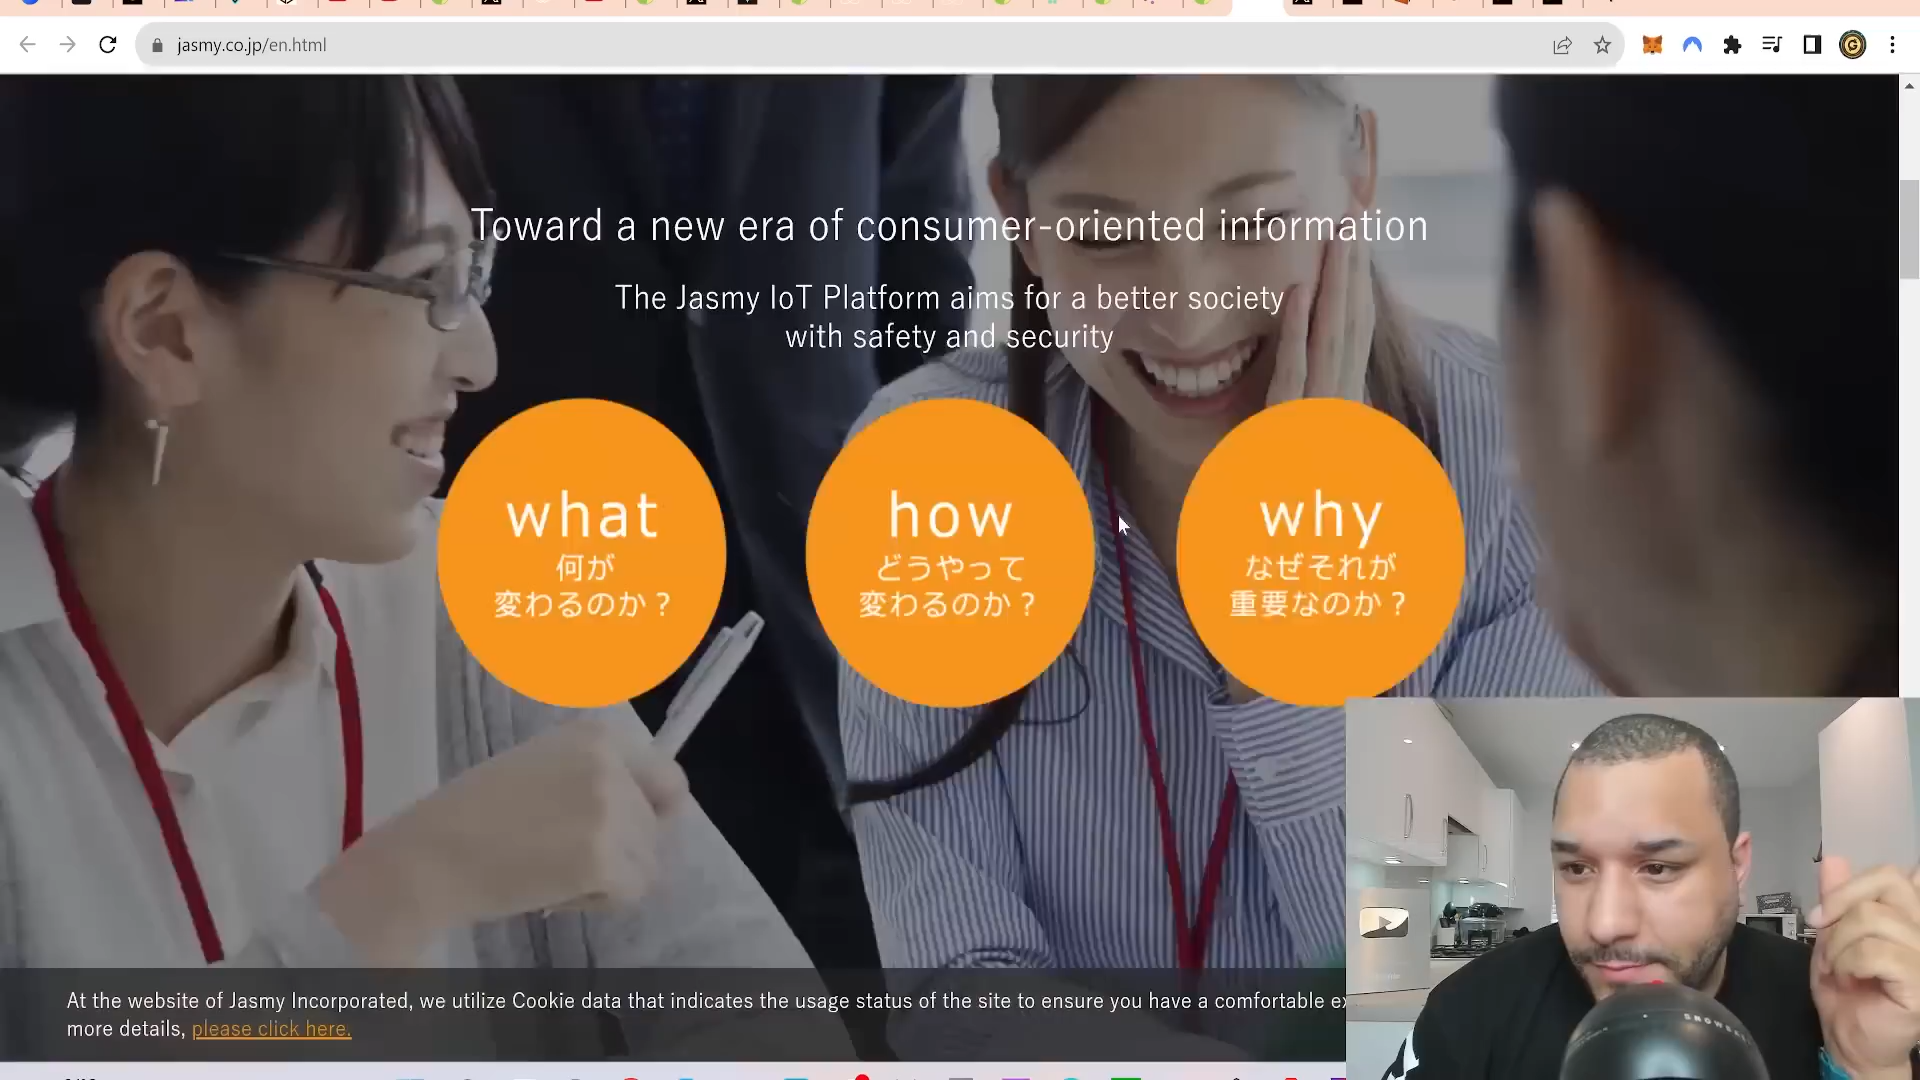 jasmy.co.jp/en.html
Toward a new era of consumer-oriented information
The Jasmy IoT Platform aims for a better society
with safety and security
what
何が
変わるのか？
how
どうやって
変わるのか？
why
なぜそれが
重要なのか？
At the website of Jasmy Incorporated, we utilize Cookie data that indicates the usage status of the site to ensure you have a comfortable
more details, please click here.